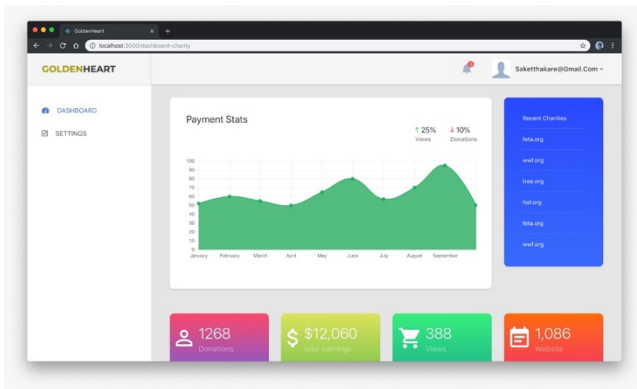 GoldenHeart
localhost:3000/dashboard-charity
GOLDENHEART
Saketthakare@Gmail.Com
DASHBOARD
SETTINGS
Payment Stats
↑ 25%
Views
↓ 10%
Donations
100
90
80
70
60
50
40
30
20
10
0
January February March April May June July August September
Recent Charities
feta.org
wwf.org
tree.org
hof.org
feta.org
wwf.org
1268
Donations
$12,060
total earnings
388
Views
1,086
Website